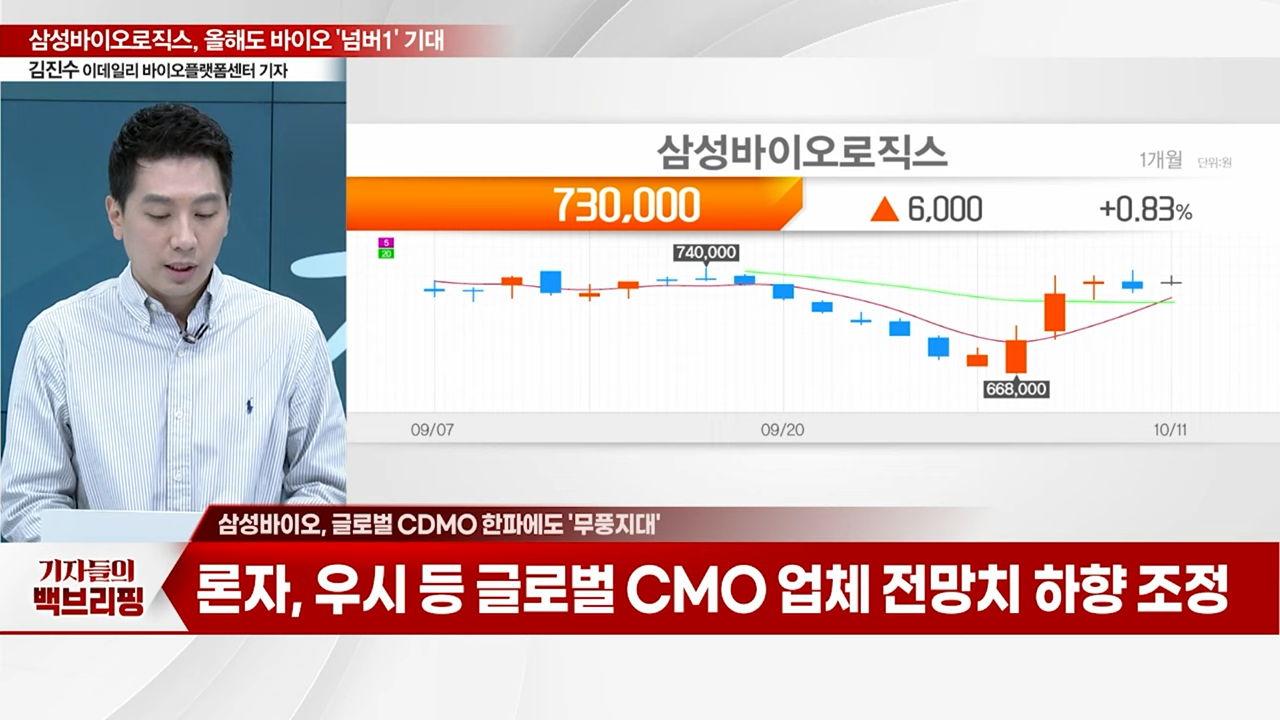 삼성바이오로직스, 올해도 바이오 '넘버1' 기대
김진수 이데일리 바이오플랫폼센터 기자
삼성바이오로직스
1개월 단위:원
730,000 ▲ 6,000 +0.83%
5
20
740,000
668,000
09/07 09/20 10/11
삼성바이오, 글로벌 CDMO 한파에도 '무풍지대'
기자들의
백브리핑
론자, 우시 등 글로벌 CMO 업체 전망치 하향 조정